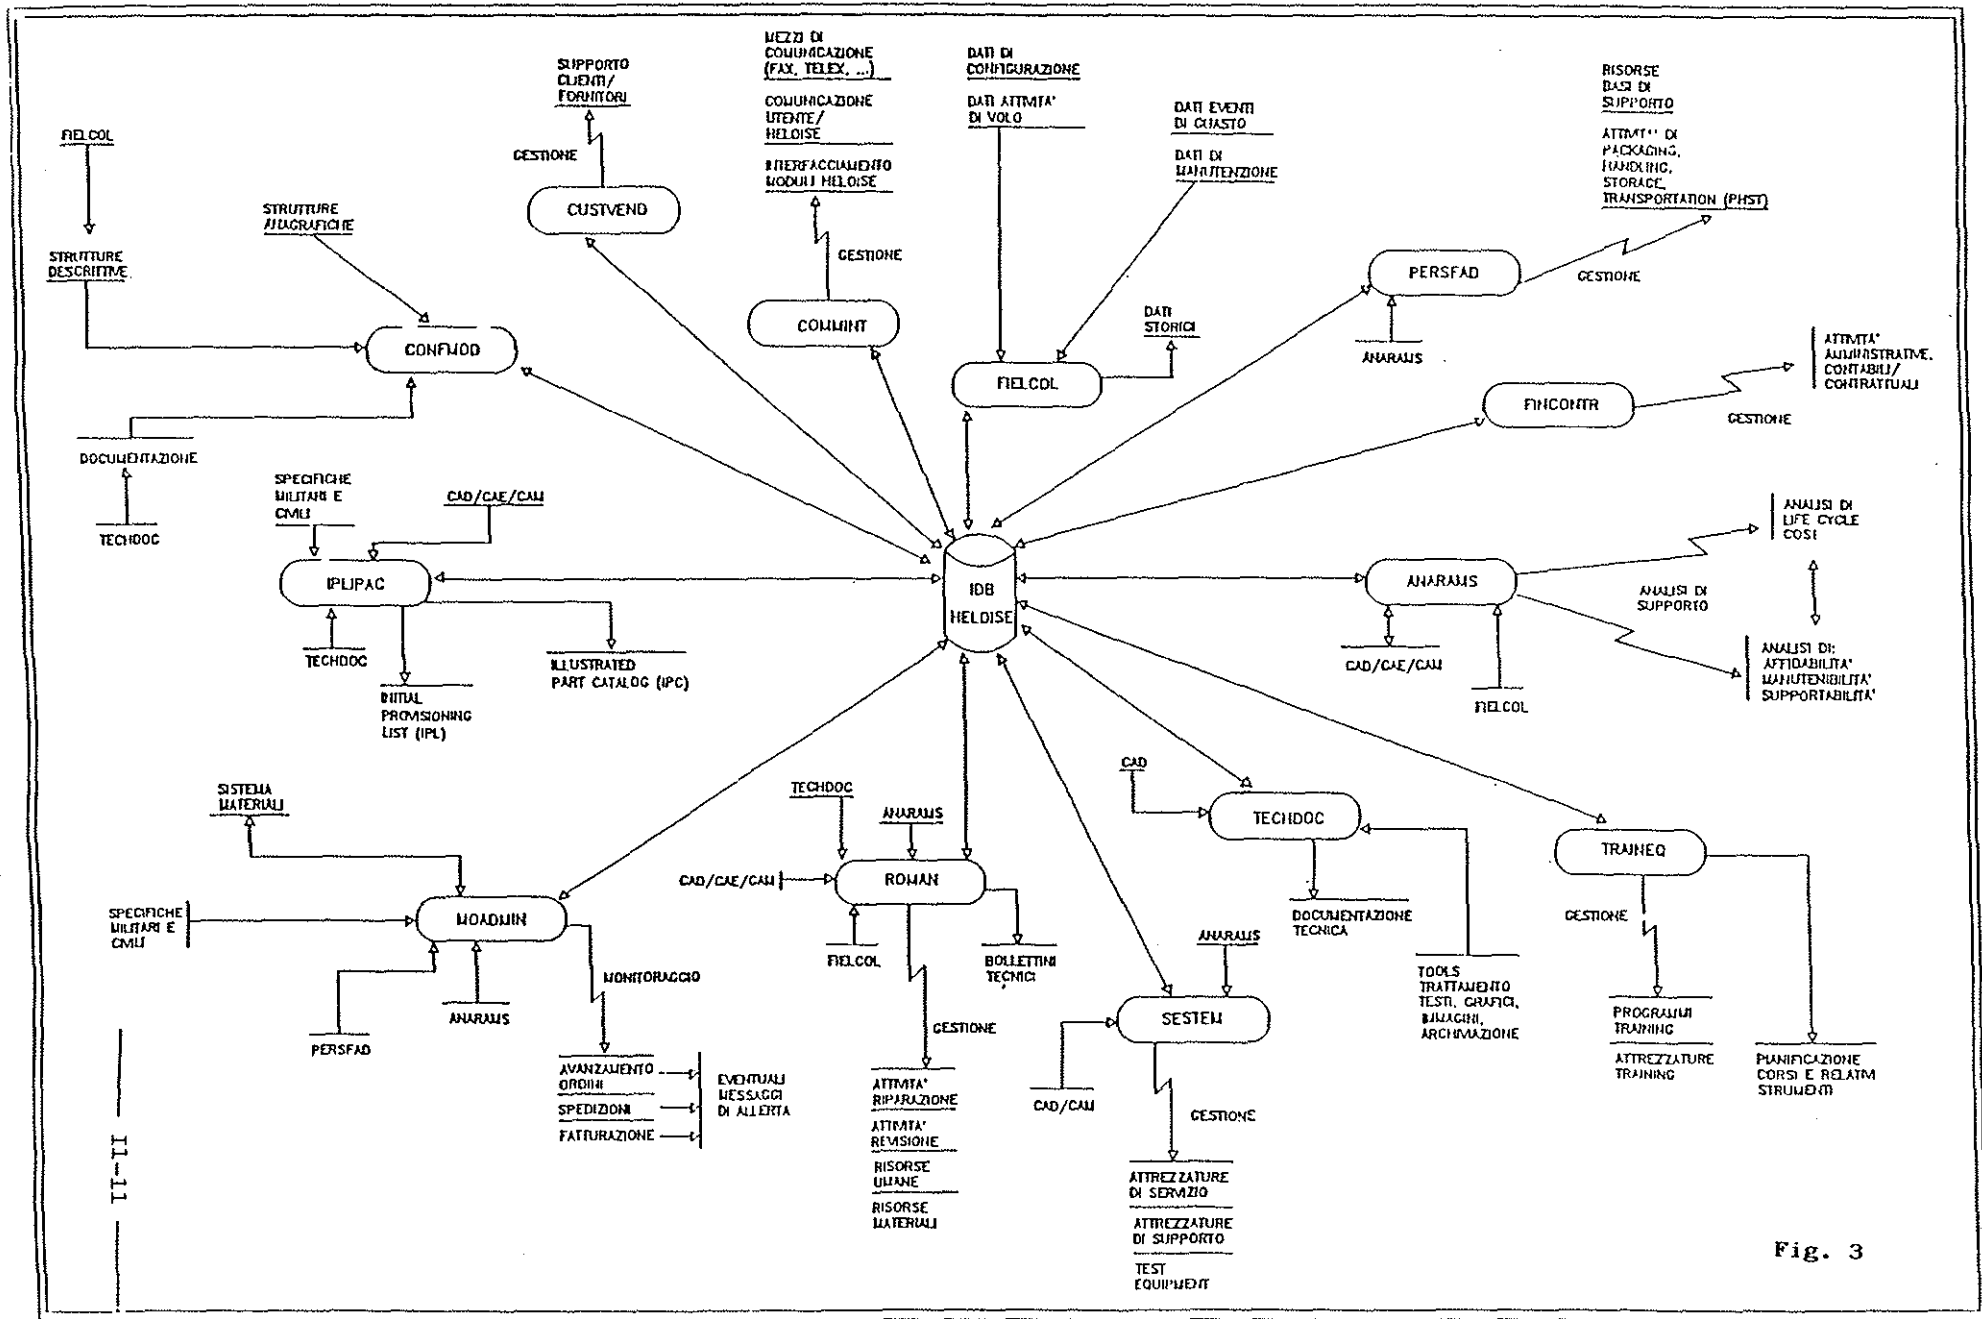 MEZZI DI
COMUNICAZIONE
(FAX, TELEX, ...)
COMUNICAZIONE
UTENTE/
HELOISE
INTERFACCIAMENTO
MODULI HELOISE
GESTIONE
COMMINT
SUPPORTO
CLIENTI/
FORNITORI
GESTIONE
CUSTVEND
FIELCOL
STRUTTURE
DESCRITTIVE
STRUTTURE
ANAGRAFICHE
CONFMOD
DOCUMENTAZIONE
TECHDOC
DATI DI
CONFIGURAZIONE
DATI ATTIVITA'
DI VOLO
DATI EVENTI
DI GUASTO
DATI DI
MANUTENZIONE
DATI
STORICI
FIELCOL
RISORSE
BASI DI
SUPPORTO
ATTIVITA' DI
PACKAGING,
HANDLING,
STORAGE,
TRANSPORTATION (PHST)
GESTIONE
PERSFAD
ANARAMS
FINCONTR
GESTIONE
ATTIVITA'
AMMINISTRATIVE,
CONTABILI/
CONTRATTUALI
SPECIFICHE
MILITARI E
CIVILI
CAD/CAE/CAM
IPLIPAC
TECHDOC
INITIAL
PROVISIONING
LIST (IPL)
ILLUSTRATED
PART CATALOG (IPC)
IDB
HELOISE
ANARAMS
CAD/CAE/CAM
FIELCOL
ANALISI DI
SUPPORTO
ANALISI DI
LIFE CYCLE
COST
ANALISI DI:
AFFIDABILITA'
MANUTENIBILITA'
SUPPORTABILITA'
SISTEMA
MATERIALI
SPECIFICHE
MILITARI E
CIVILI
MOADMIN
PERSFAD
ANARAMS
MONITORAGGIO
AVANZAMENTO
ORDINI
SPEDIZIONI
FATTURAZIONE
EVENTUALI
MESSAGGI
DI ALLERTA
TECHDOC
ANARAMS
CAD/CAE/CAM
ROMAN
FIELCOL
BOLLETTINI
TECNICI
GESTIONE
ATTIVITA'
RIPARAZIONE
ATTIVITA'
REVISIONE
RISORSE
UMANE
RISORSE
MATERIALI
CAD
TECHDOC
DOCUMENTAZIONE
TECNICA
TOOLS
TRATTAMENTO
TESTI, GRAFICI,
IMMAGINI,
ARCHIVIAZIONE
ANARAMS
SESTEM
CAD/CAM
GESTIONE
ATTREZZATURE
DI SERVIZIO
ATTREZZATURE
DI SUPPORTO
TEST
EQUIPMENT
TRAINEQ
GESTIONE
PROGRAMMI
TRAINING
ATTREZZATURE
TRAINING
PIANIFICAZIONE
CORSI E RELATIVI
STRUMENTI
II-11
Fig. 3